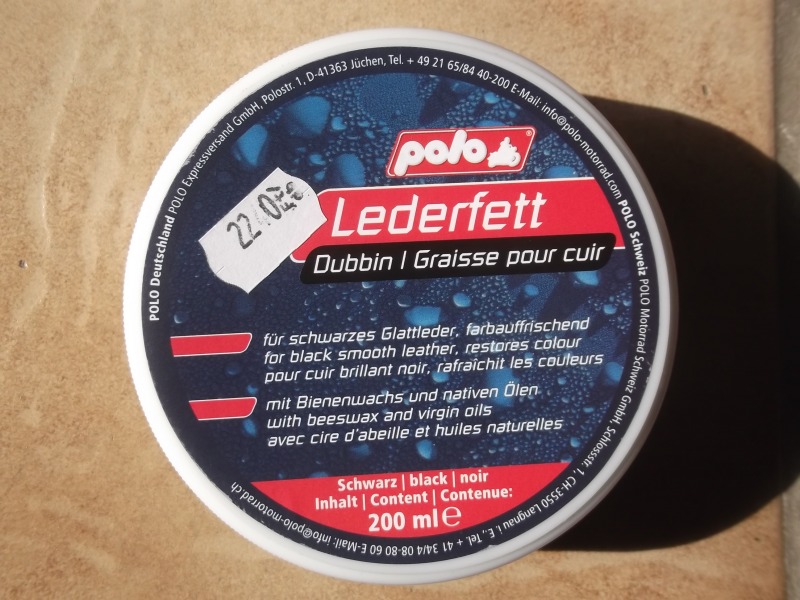 POLO Deutschland POLO Expressversand GmbH, Polostr. 1, D-41363 Jüchen, Tel. + 49 21 65/84 40-200 E-Mail: info@polo-motorrad.com
POLO Schweiz POLO Motorrad Schweiz GmbH, Schlossstr. 1, CH-3550 Langnau i E., Tel. + 41 34/4 08-80 60 E-Mail: info@polo-motorrad.ch
polo®
Lederfett
Dubbin | Graisse pour cuir
für schwarzes Glattleder, farbauffrischend
for black smooth leather, restores colour
pour cuir brillant noir, rafraichit les couleurs
mit Bienenwachs und nativen Ölen
with beeswax and virgin oils
avec cire d'abeille et huiles naturelles
Schwarz | black | noir
Inhalt | Content | Contenue:
200 ml e